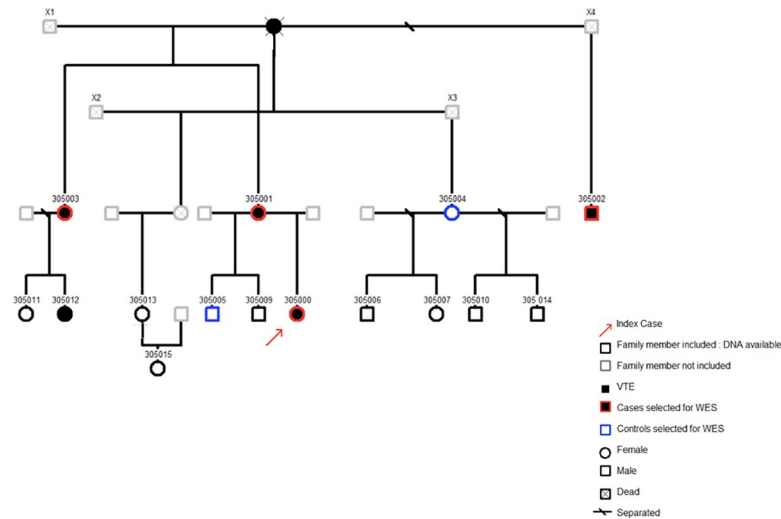 X1
X4
X2
X3
305003
305001
305004
305002
305011
305012
305013
305005
305009
305000
305006
305007
305010
305 014
305015
Index Case
Family member included : DNA available
Family member not included
VTE
Cases selected for WES
Controls selected for WES
Female
Male
Dead
Separated